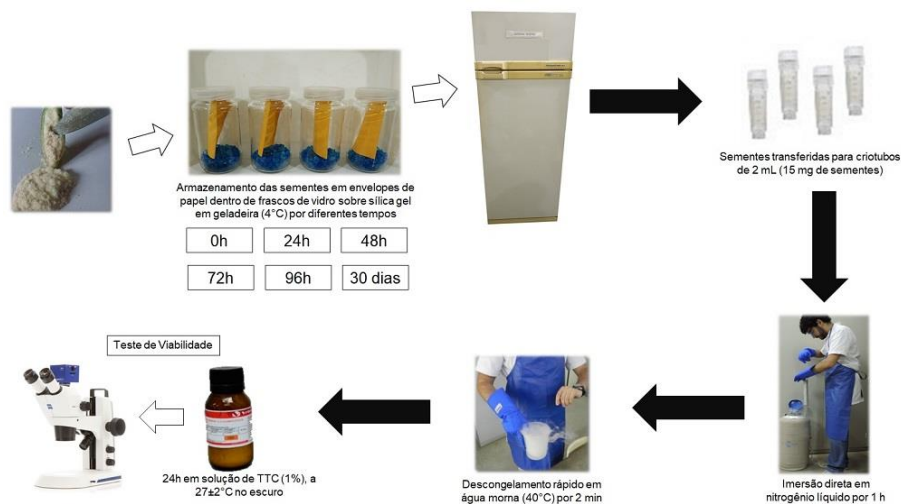 Armazenamento das sementes em envelopes de
papel dentro de frascos de vidro sobre sílica gel
em geladeira (4°C) por diferentes tempos
0h
24h
48h
72h
96h
30 dias
Sementes transferidas para criotubos
de 2 mL (15 mg de sementes)
Imersão direta em
nitrogênio líquido por 1 h
Descongelamento rápido em
água morna (40°C) por 2 min
Teste de Viabilidade
24h em solução de TTC (1%), a
27±2°C no escuro